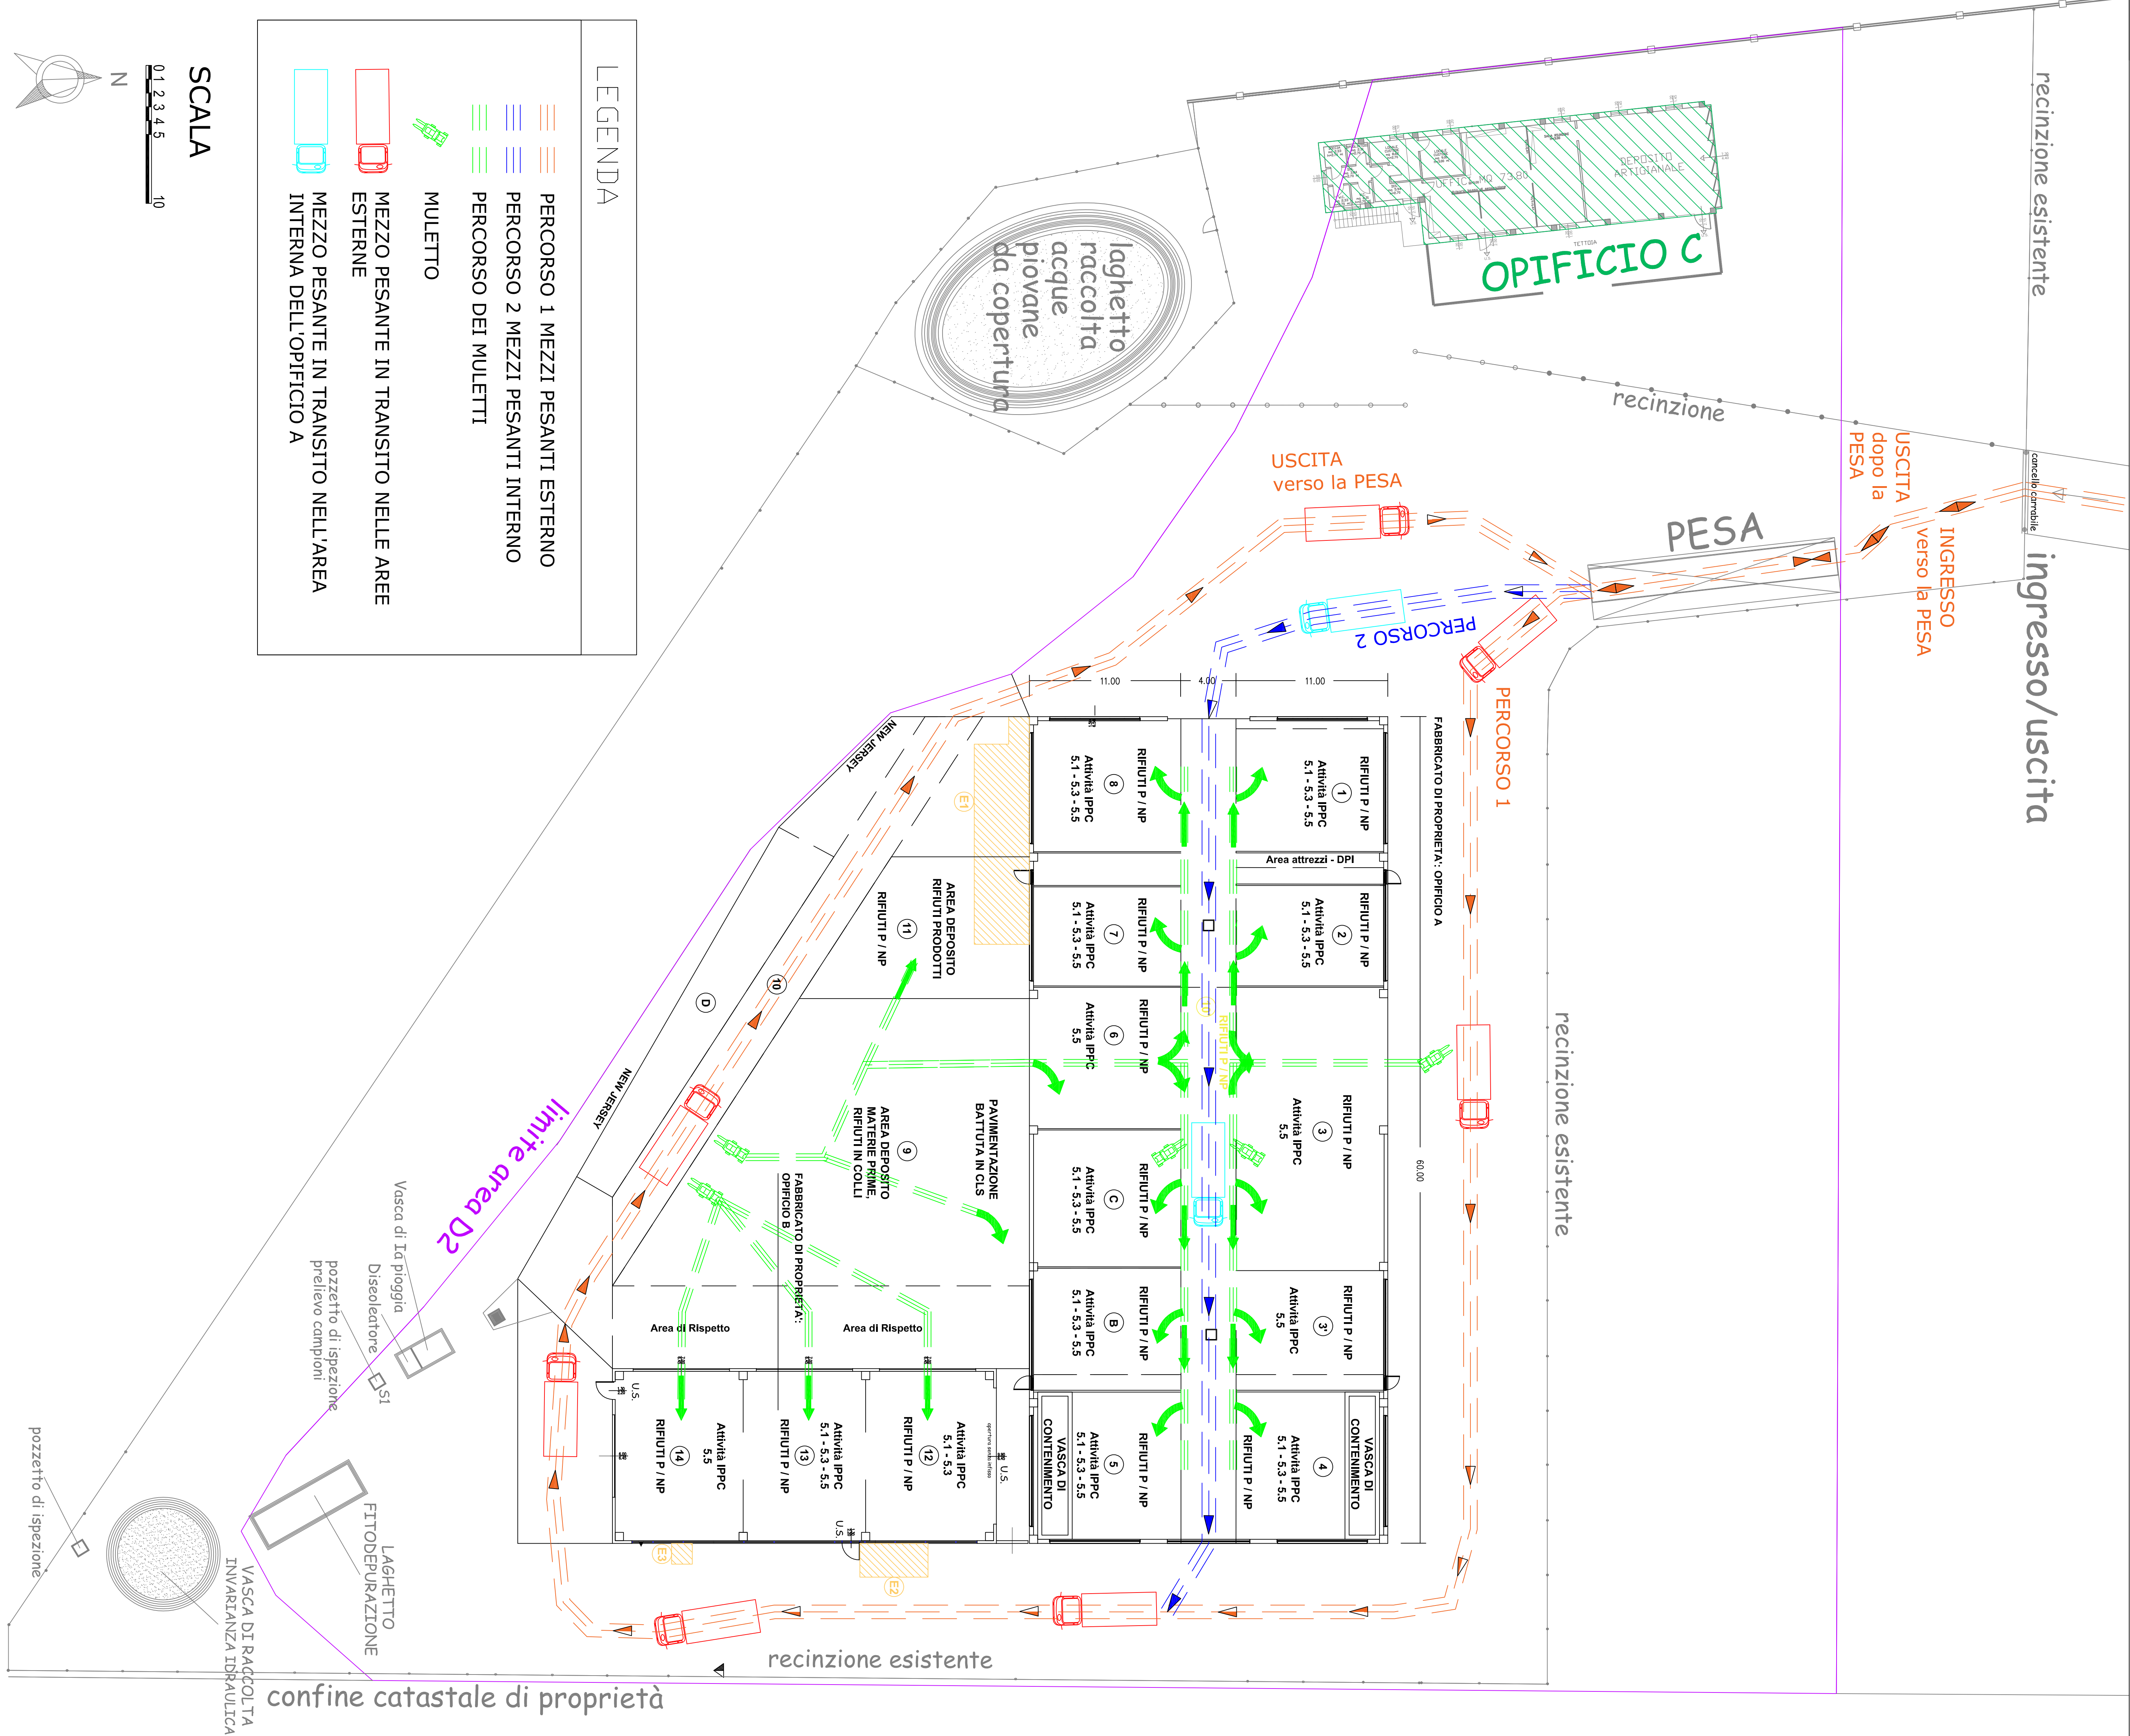 LEGENDA
PERCORSO 1 MEZZI PESANTI ESTERNO
PERCORSO 2 MEZZI PESANTI INTERNO
PERCORSO DEI MULETTI
MULETTO
MEZZO PESANTE IN TRANSITO NELLE AREE
ESTERNE
MEZZO PESANTE IN TRANSITO NELL'AREA
INTERNA DELL'OPIFICIO A
SCALA
0 1 2 3 4 5 10
N
recinzione esistente
ingresso/uscita
cancello carrabile
INGRESSO
verso la PESA
USCITA
dopo la
PESA
PESA
recinzione
OPIFICIO C
DEPOSITO
ARTIGIANALE
UFFICI MQ 73.80
TETTOIA
laghetto
raccolta
acque
piovane
da copertura
USCITA
verso la PESA
PERCORSO 2
PERCORSO 1
11.00
4.00
11.00
60.00
FABBRICATO DI PROPRIETA': OPIFICIO A
recinzione esistente
RIFIUTI P / NP
1
Attività IPPC
5.1 - 5.3 - 5.5
Area attrezzi - DPI
RIFIUTI P / NP
2
Attività IPPC
5.1 - 5.3 - 5.5
RIFIUTI P / NP
3
Attività IPPC
5.5
RIFIUTI P / NP
3'
Attività IPPC
5.5
VASCA DI
CONTENIMENTO
4
Attività IPPC
5.1 - 5.3 - 5.5
RIFIUTI P / NP
RIFIUTI P / NP
RIFIUTI P / NP
8
Attività IPPC
5.1 - 5.3 - 5.5
RIFIUTI P / NP
7
Attività IPPC
5.1 - 5.3 - 5.5
RIFIUTI P / NP
6
Attività IPPC
5.5
RIFIUTI P / NP
C
Attività IPPC
5.1 - 5.3 - 5.5
RIFIUTI P / NP
B
Attività IPPC
5.1 - 5.3 - 5.5
RIFIUTI P / NP
5
Attività IPPC
5.1 - 5.3 - 5.5
VASCA DI
CONTENIMENTO
E1
AREA DEPOSITO
RIFIUTI PRODOTTI
11
RIFIUTI P / NP
10
D
NEW JERSEY
NEW JERSEY
PAVIMENTAZIONE
BATTUTA IN CLS
9
AREA DEPOSITO
MATERIE PRIME,
RIFIUTI IN COLLI
FABBRICATO DI PROPRIETA':
OPIFICIO B
Area di RIspetto
Area di RIspetto
Attività IPPC
5.1 - 5.3
12
RIFIUTI P / NP
Attività IPPC
5.1 - 5.3 - 5.5
13
RIFIUTI P / NP
Attività IPPC
5.5
14
RIFIUTI P / NP
U.S.
U.S.
U.S.
E2
E3
limite area D2
Vasca di Ia pioggia
Diseoleatore
S1
pozzetto di ispezione
prelievo campioni
pozzetto di ispezione
LAGHETTO
FITODEPURAZIONE
VASCA DI RACCOLTA
INVARIANZA IDRAULICA
recinzione esistente
confine catastale di proprietà